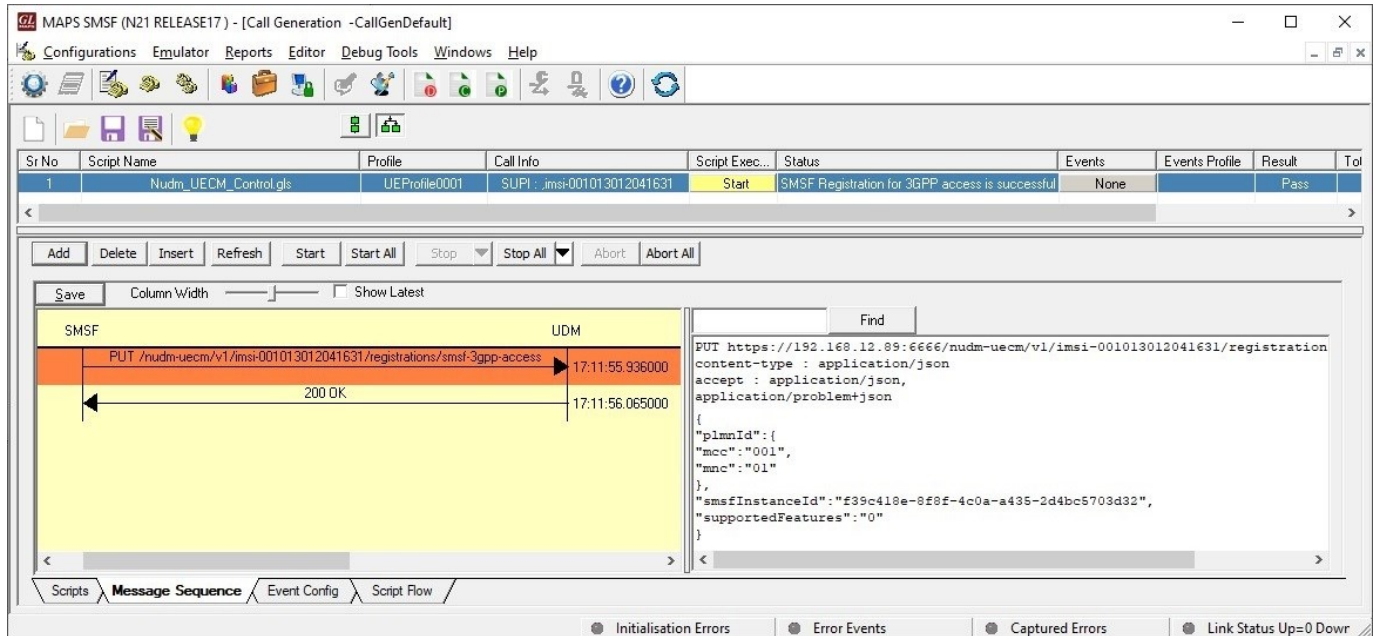 GL MAPS MAPS SMSF (N21 RELEASE17 ) - [Call Generation -CallGenDefault]
Configurations Emulator Reports Editor Debug Tools Windows Help
Sr No Script Name Profile Call Info Script Exec... Status Events Events Profile Result Tot
1 Nudm_UECM_Control.gls UEProfile0001 SUPI : ,imsi-001013012041631 Start SMSF Registration for 3GPP access is successful None Pass
Add Delete Insert Refresh Start Start All Stop Stop All Abort Abort All
Save Column Width Show Latest
SMSF UDM
PUT /nudm-uecm/v1/imsi-001013012041631/registrations/smsf-3gpp-access
17:11:55.936000
200 OK
17:11:56.065000
Find
PUT https://192.168.12.89:6666/nudm-uecm/v1/imsi-001013012041631/registration
content-type : application/json
accept : application/json,
application/problem+json
{
"plmnId":{
"mcc":"001",
"mnc":"01"
},
"smsfInstanceId":"f39c418e-8f8f-4c0a-a435-2d4bc5703d32",
"supportedFeatures":"0"
}
Scripts Message Sequence Event Config Script Flow
Initialisation Errors Error Events Captured Errors Link Status Up=0 Down